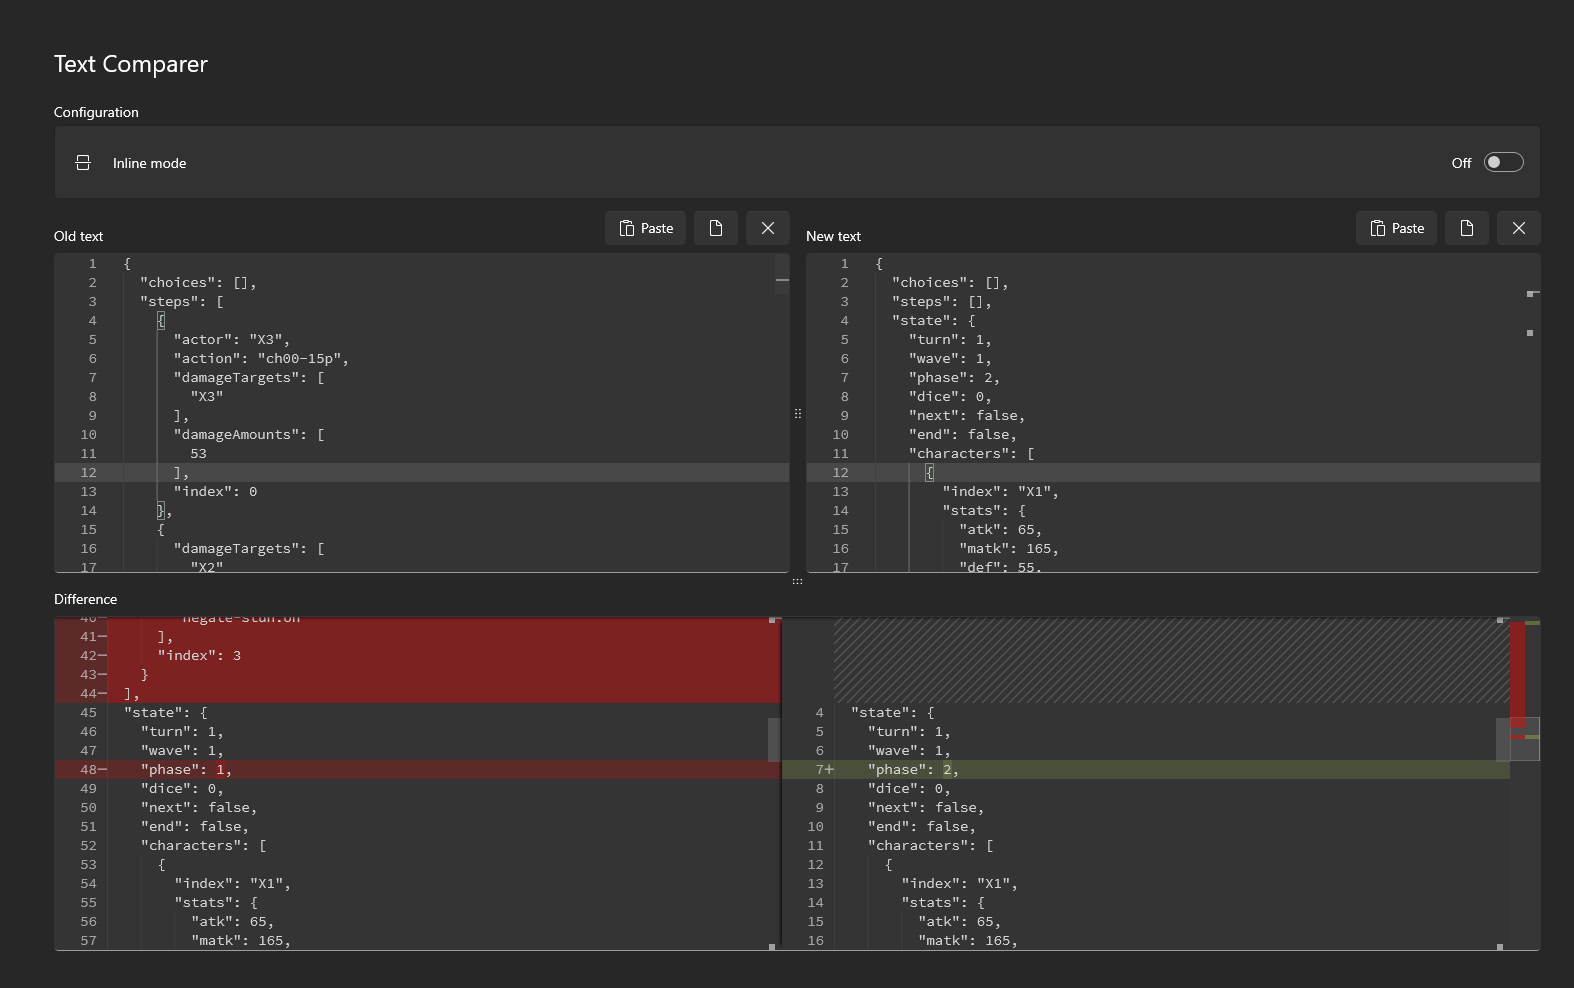 Text Comparer
Configuration
Inline mode
Off
Old text
Paste
1 {
2 "choices": [],
3 "steps": [
4 {
5 "actor": "X3",
6 "action": "ch00-15p",
7 "damageTargets": [
8 "X3"
9 ],
10 "damageAmounts": [
11 53
12 ],
13 "index": 0
14 },
15 {
16 "damageTargets": [
17 "X2"
New text
Paste
1 {
2 "choices": [],
3 "steps": [],
4 "state": {
5 "turn": 1,
6 "wave": 1,
7 "phase": 2,
8 "dice": 0,
9 "next": false,
10 "end": false,
11 "characters": [
12 {
13 "index": "X1",
14 "stats": {
15 "atk": 65,
16 "matk": 165,
17 "def": 55,
Difference
40− negate-stun.on
41− ],
42− "index": 3
43− }
44− ],
45 "state": {
46 "turn": 1,
47 "wave": 1,
48− "phase": 1,
49 "dice": 0,
50 "next": false,
51 "end": false,
52 "characters": [
53 {
54 "index": "X1",
55 "stats": {
56 "atk": 65,
57 "matk": 165,
4 "state": {
5 "turn": 1,
6 "wave": 1,
7+ "phase": 2,
8 "dice": 0,
9 "next": false,
10 "end": false,
11 "characters": [
12 {
13 "index": "X1",
14 "stats": {
15 "atk": 65,
16 "matk": 165,